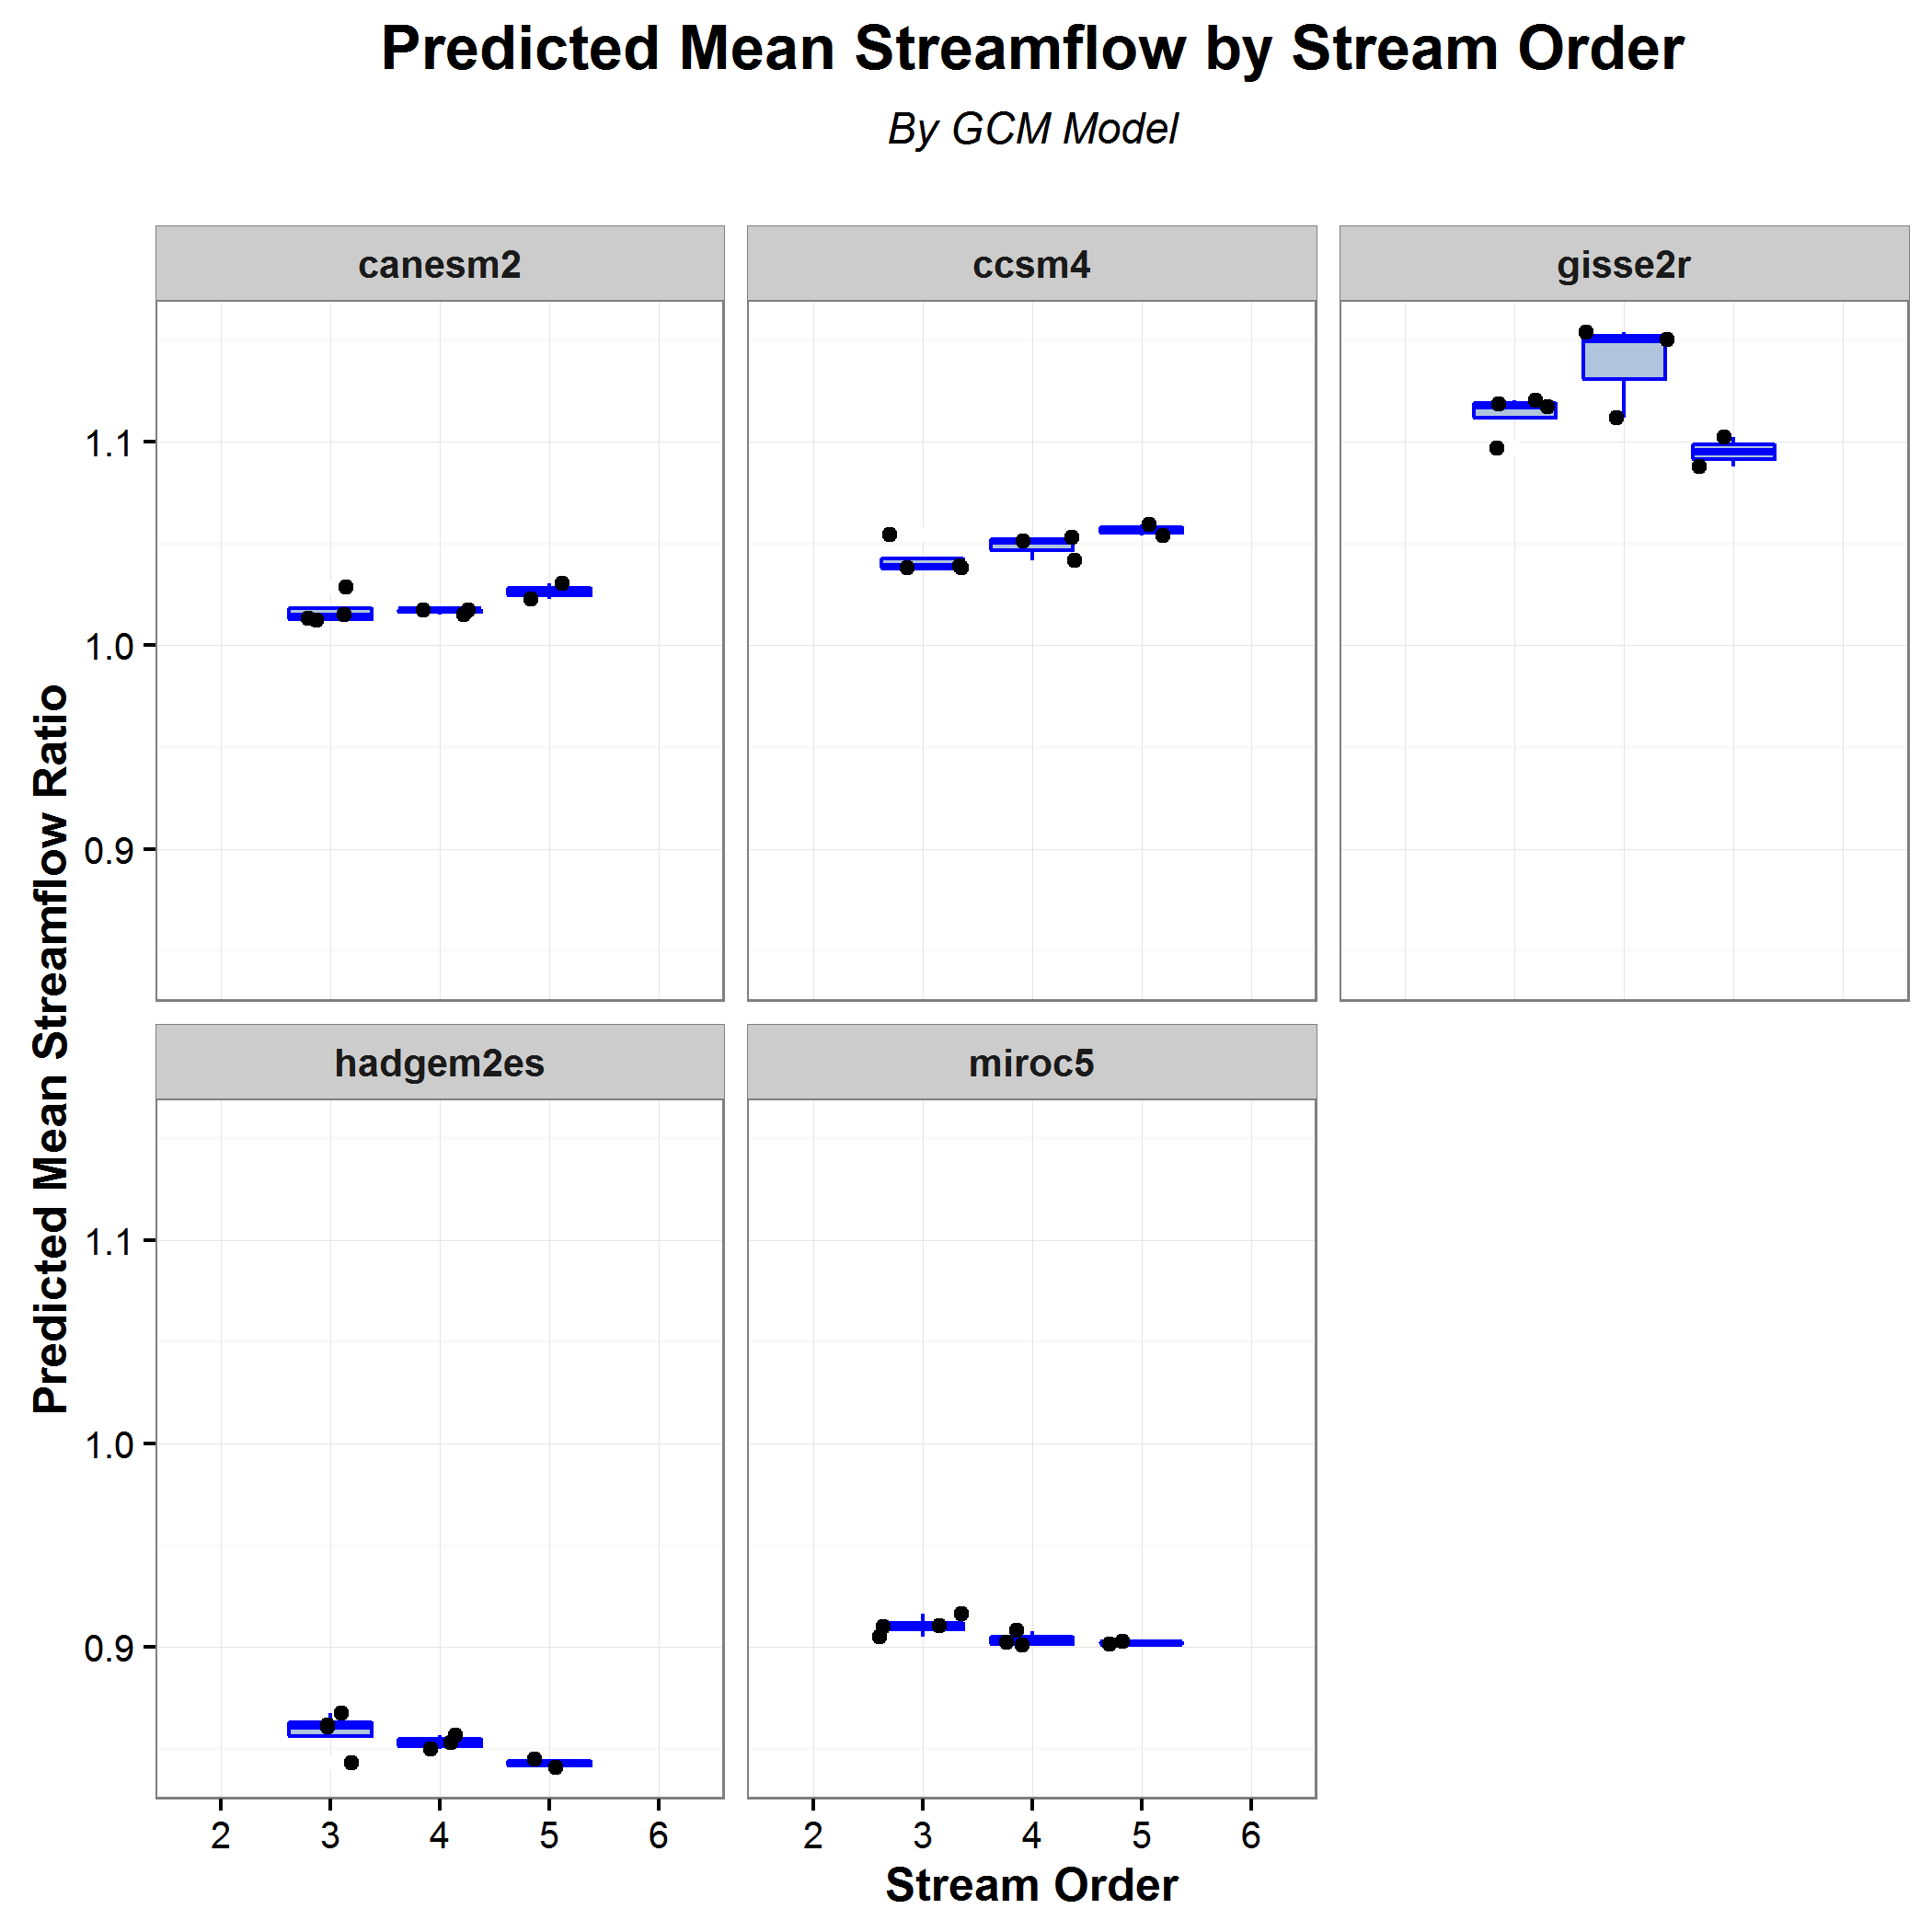 Predicted Mean Streamflow by Stream Order
By GCM Model
canesm2
ccsm4
gisse2r
1.1
1.0
0.9
Predicted Mean Streamflow Ratio
hadgem2es
miroc5
1.1
1.0
0.9
2 3 4 5 6
2 3 4 5 6
Stream Order